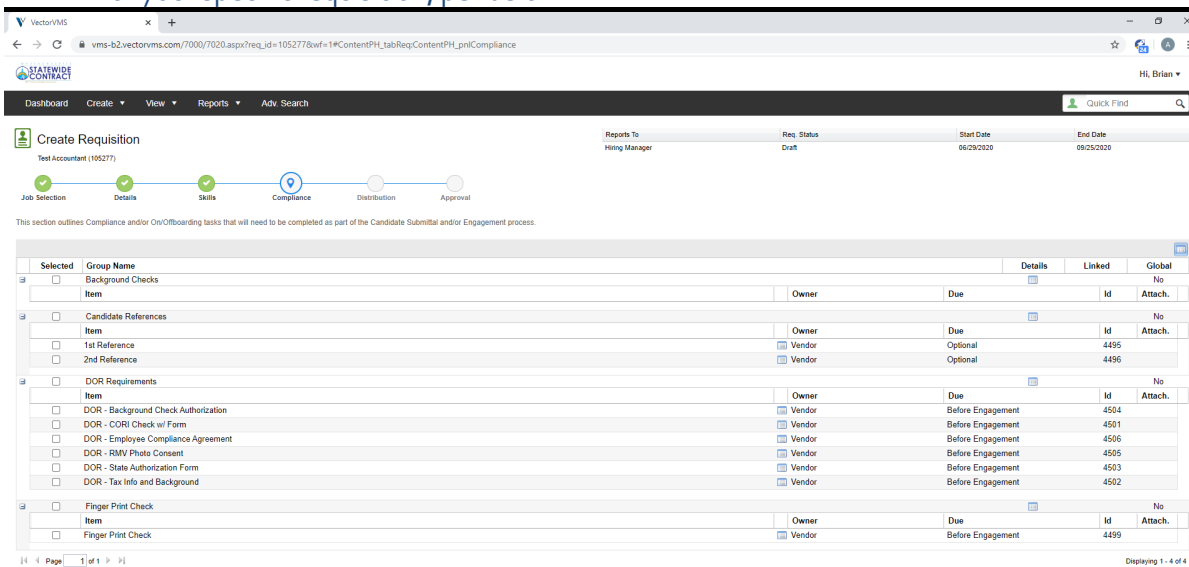 VectorVMS
vms-b2.vectorvms.com/7000/7020.aspx?req_id=105277&wf=1#ContentPH_tabReq:ContentPH_pnlCompliance
24 A
STATEWIDE
CONTRACT
Hi, Brian
Dashboard Create View Reports Adv. Search Quick Find
Create Requisition
Test Accountant (105277)
Reports To Req. Status Start Date End Date
Hiring Manager Draft 06/29/2020 09/25/2020
Job Selection Details Skills Compliance Distribution Approval
This section outlines Compliance and/or On/Offboarding tasks that will need to be completed as part of the Candidate Submittal and/or Engagement process.
Selected Group Name Details Linked Global
Background Checks No
Item Owner Due Id Attach.
Candidate References No
Item Owner Due Id Attach.
1st Reference Vendor Optional 4495
2nd Reference Vendor Optional 4496
DOR Requirements No
Item Owner Due Id Attach.
DOR - Background Check Authorization Vendor Before Engagement 4504
DOR - CORI Check w/ Form Vendor Before Engagement 4501
DOR - Employee Compliance Agreement Vendor Before Engagement 4506
DOR - RMV Photo Consent Vendor Before Engagement 4505
DOR - State Authorization Form Vendor Before Engagement 4503
DOR - Tax Info and Background Vendor Before Engagement 4502
Finger Print Check No
Item Owner Due Id Attach.
Finger Print Check Vendor Before Engagement 4499
Page 1 of 1 Displaying 1 - 4 of 4